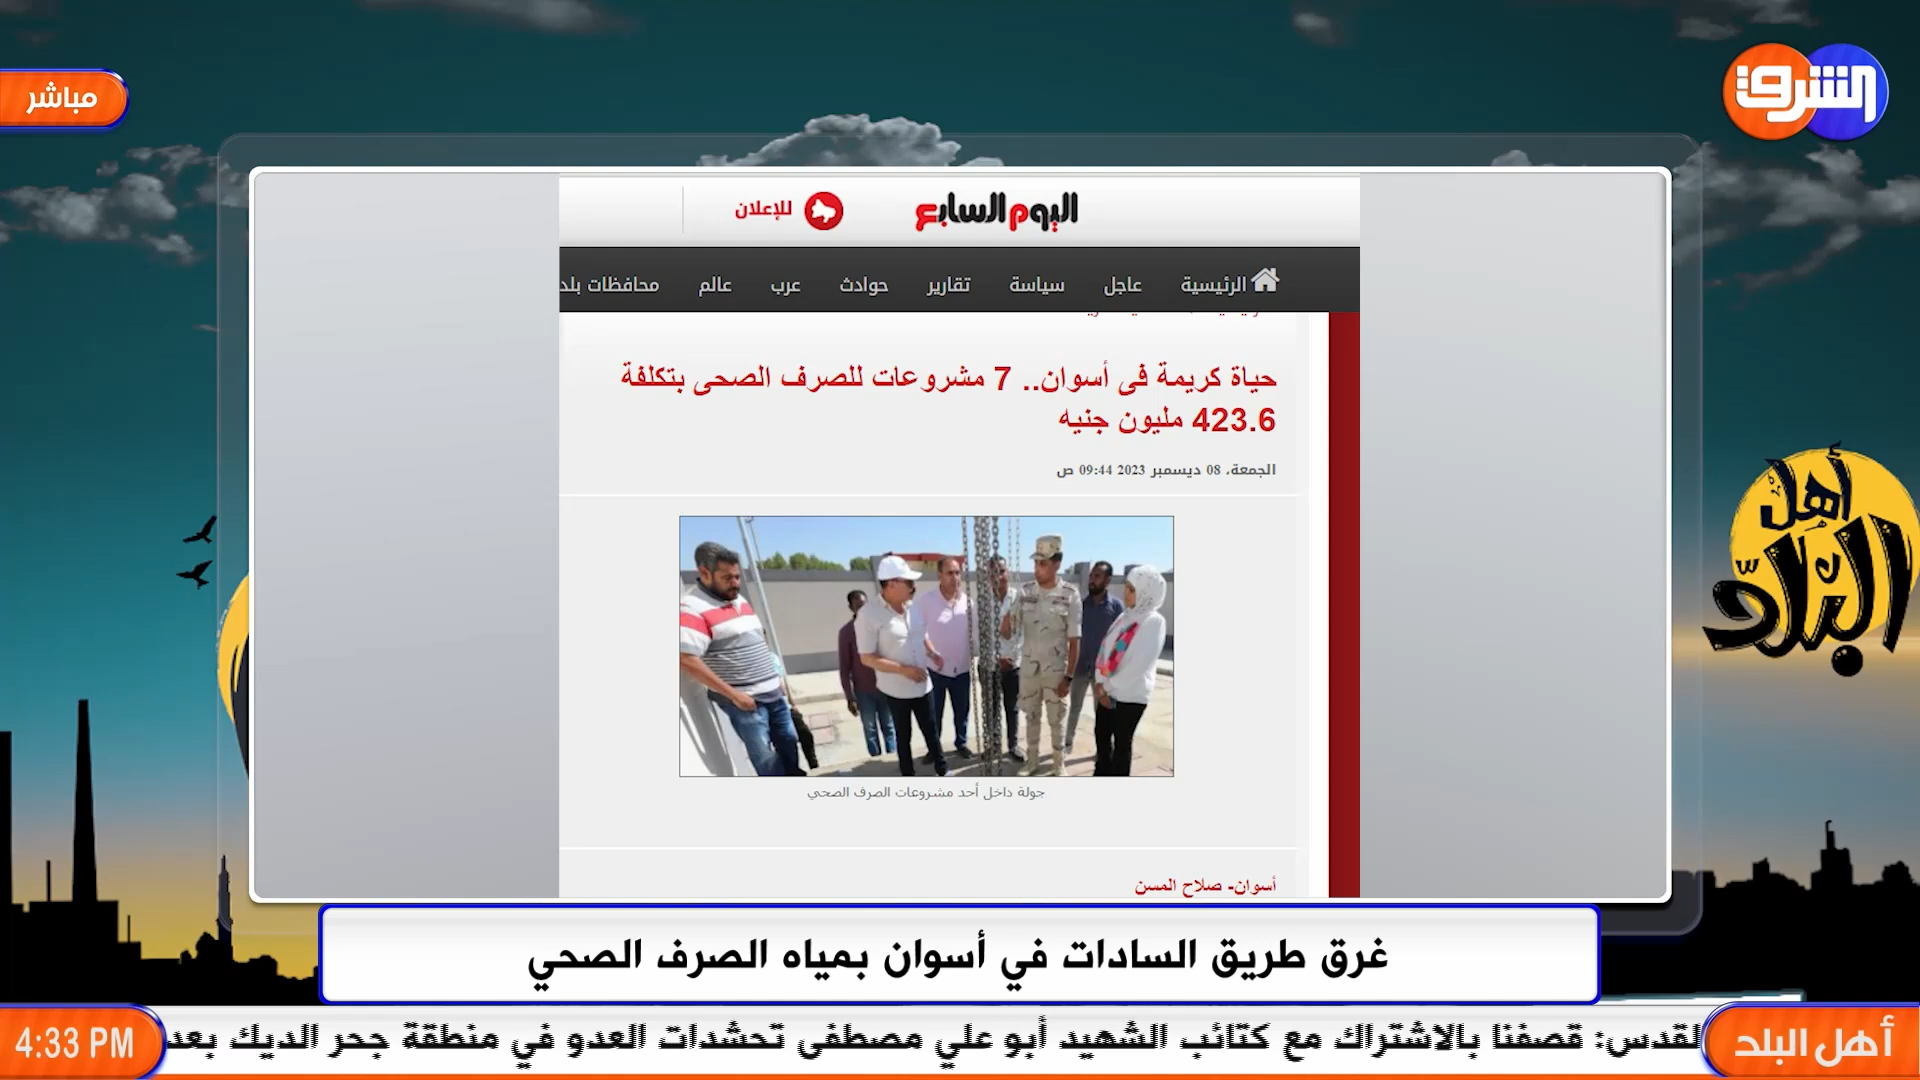 مباشر
الشرق
اليوم السابع
للإعلان
الرئيسية عاجل سياسة تقارير حوادث عرب عالم محافظات بلد
حياة كريمة فى أسوان.. 7 مشروعات للصرف الصحى بتكلفة
423.6 مليون جنيه
الجمعة، 08 ديسمبر 2023 09:44 ص
جولة داخل أحد مشروعات الصرف الصحي
أسوان- صلاح المسن
أهل البلد
غرق طريق السادات في أسوان بمياه الصرف الصحي
أهل البلد
لقدس: قصفنا بالاشتراك مع كتائب الشهيد أبو علي مصطفى تحشدات العدو في منطقة جحر الديك بعد
4:33 PM